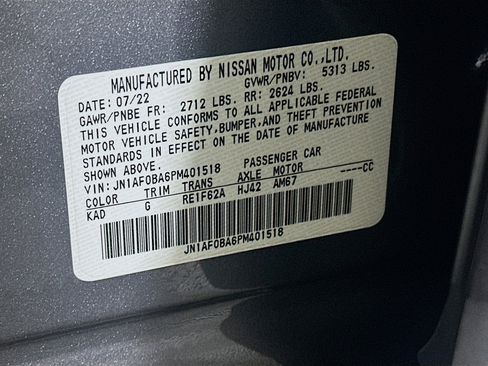 MANUFACTURED BY NISSAN MOTOR CO.,LTD.
DATE: 07/22 GVWR/PNBV: 5313 LBS.
GAWR/PNBE FR: 2712 LBS. RR: 2624 LBS.
THIS VEHICLE CONFORMS TO ALL APPLICABLE FEDERAL
MOTOR VEHICLE SAFETY,BUMPER,AND THEFT PREVENTION
STANDARDS IN EFFECT ON THE DATE OF MANUFACTURE
SHOWN ABOVE.
VIN:JN1AF0BA6PM401518 PASSENGER CAR
COLOR TRIM TRANS AXLE MOTOR ----CC
KAD G RE1F62A HJ42 AM67
JN1AF0BA6PM401518